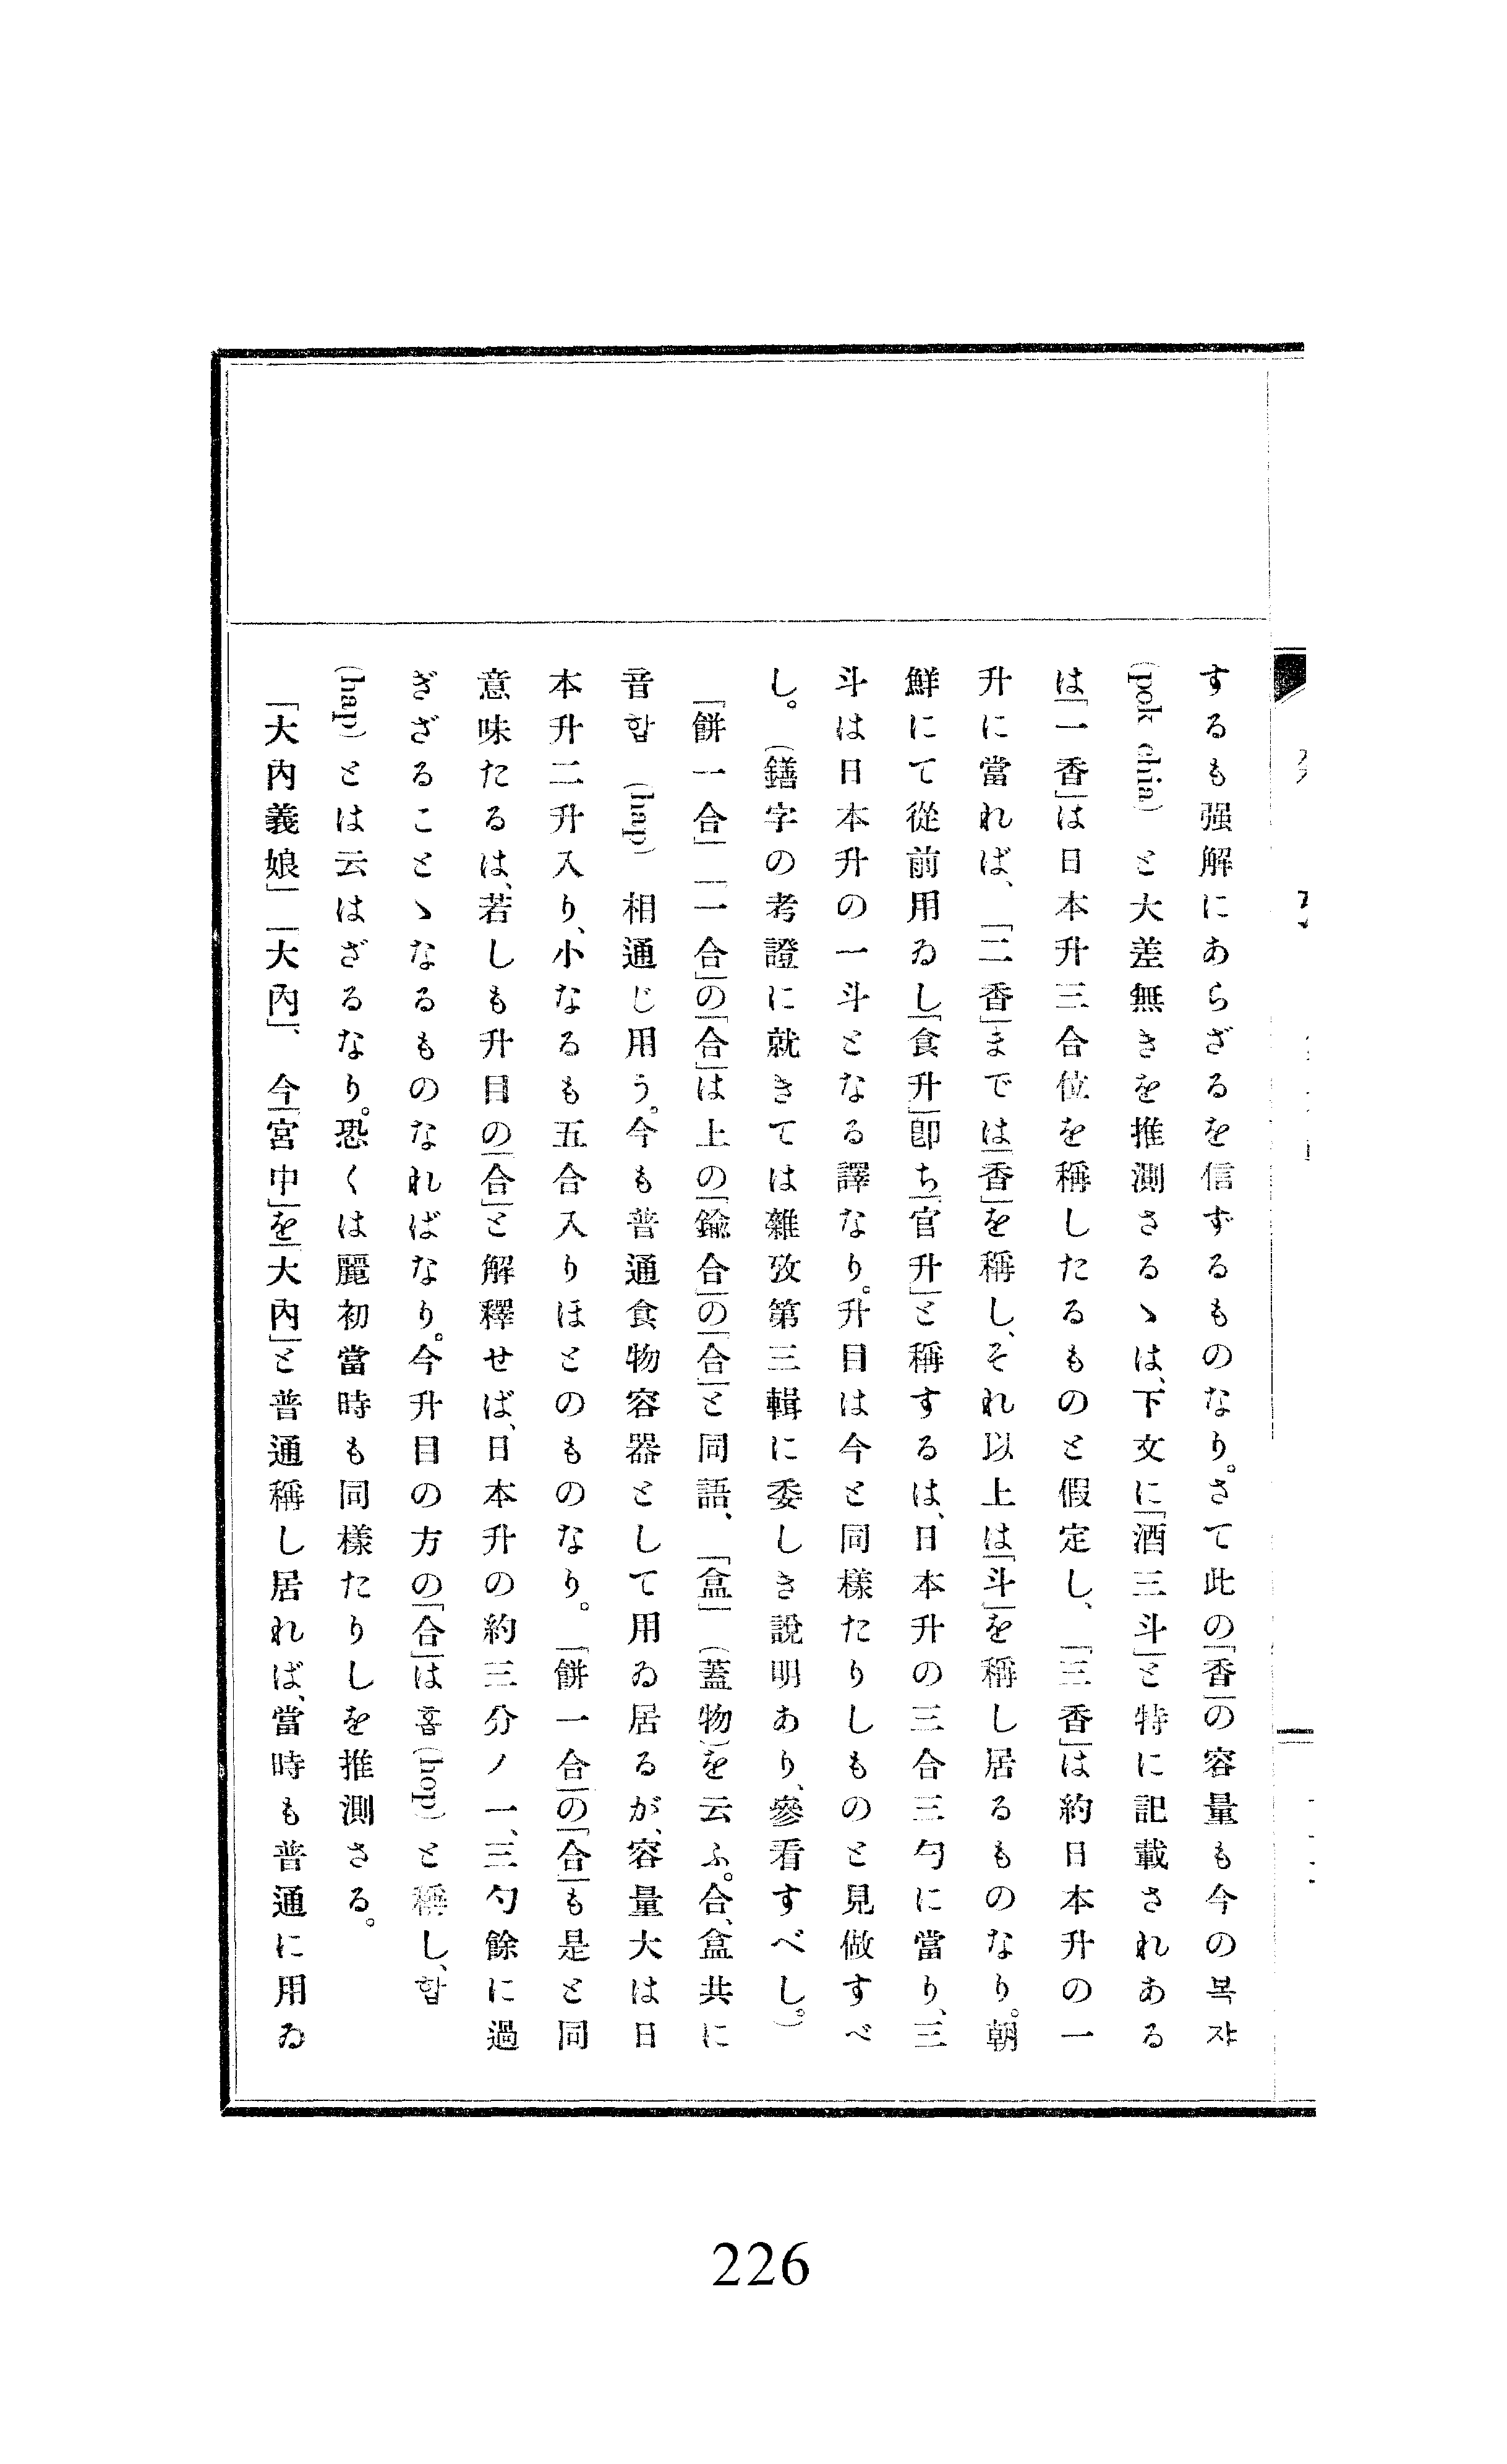 するも强解にあらざるを信ずるものなり。さて此の「香」の容量も今の복쟈
(pok chia) と大差無きを推測さるゝは、下文に「酒三斗」と特に記載されある
は「一香」は日本升三合位を稱したるものと假定し、「三香」は約日本升の一
升に當れば、「二香」までは「香」を稱し、それ以上は「斗」を稱し居るものなり。朝
鮮にて從前用ゐし「食升」卽ち「官升」と稱するは、日本升の三合三勺に當り、三
斗は日本升の一斗となる譯なり。升目は今と同樣たりしものと見做すべ
し。(鐥字の考證に就きては雜攷第三輯に委しき說明あり、參看すべし。)
「餠一合」「二合」の「合」は上の「鍮合」の「合」と同語、「盒」(蓋物)を云ふ。合、盒共に
音합 (hap) 相通じ用う。今も普通食物容器として用ゐ居るが、容量大は日
本升二升入り、小なるも五合入りほとのものなり。「餠一合」の「合」も是と同
意味たるは、若しも升目の「合」と解釋せば、日本升の約三分ノ一、三勺餘に過
ぎざることゝなるものなればなり。今升目の方の「合」は홉(hop)と稱し、합
(hap)とは云はざるなり。恐くは麗初當時も同樣たりしを推測さる。
「大內義娘」「大內」、今「宮中」を「大內」と普通稱し居れば、當時も普通に用ゐ
226